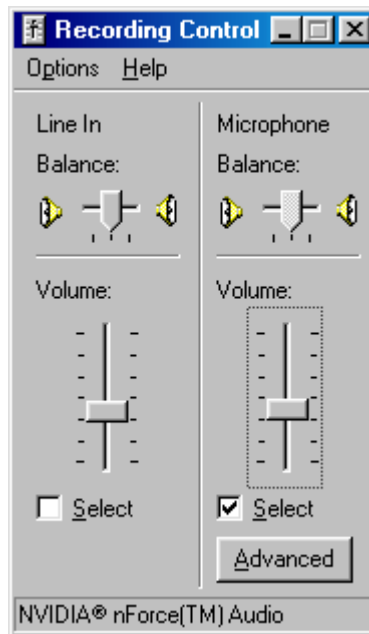 Recording Control
Options Help
Line In
Balance:
Volume:
Select
Microphone
Balance:
Volume:
Select
Advanced
NVIDIA® nForce(TM) Audio